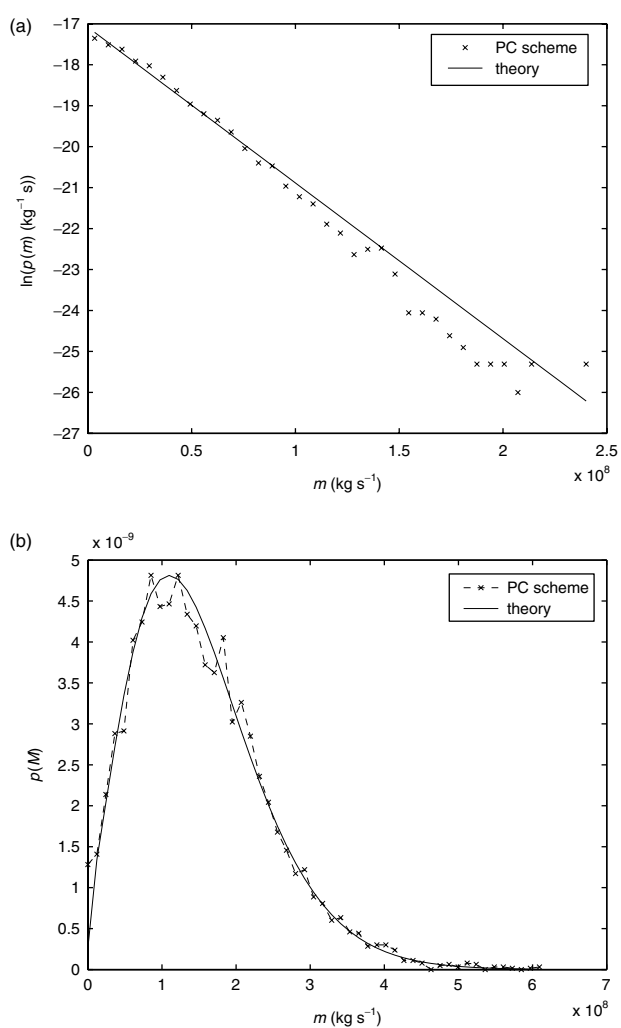 (a)
−17
−18
−19
−20
−21
−22
−23
−24
−25
−26
−27
ln(p(m) (kg⁻¹ s))
× PC scheme
theory
0 0.5 1 1.5 2 2.5
x 10⁸
m (kg s⁻¹)
(b)
x 10⁻⁹
5
4.5
4
3.5
3
2.5
2
1.5
1
0.5
0
p(M)
PC scheme
theory
0 1 2 3 4 5 6 7
x 10⁸
m (kg s⁻¹)